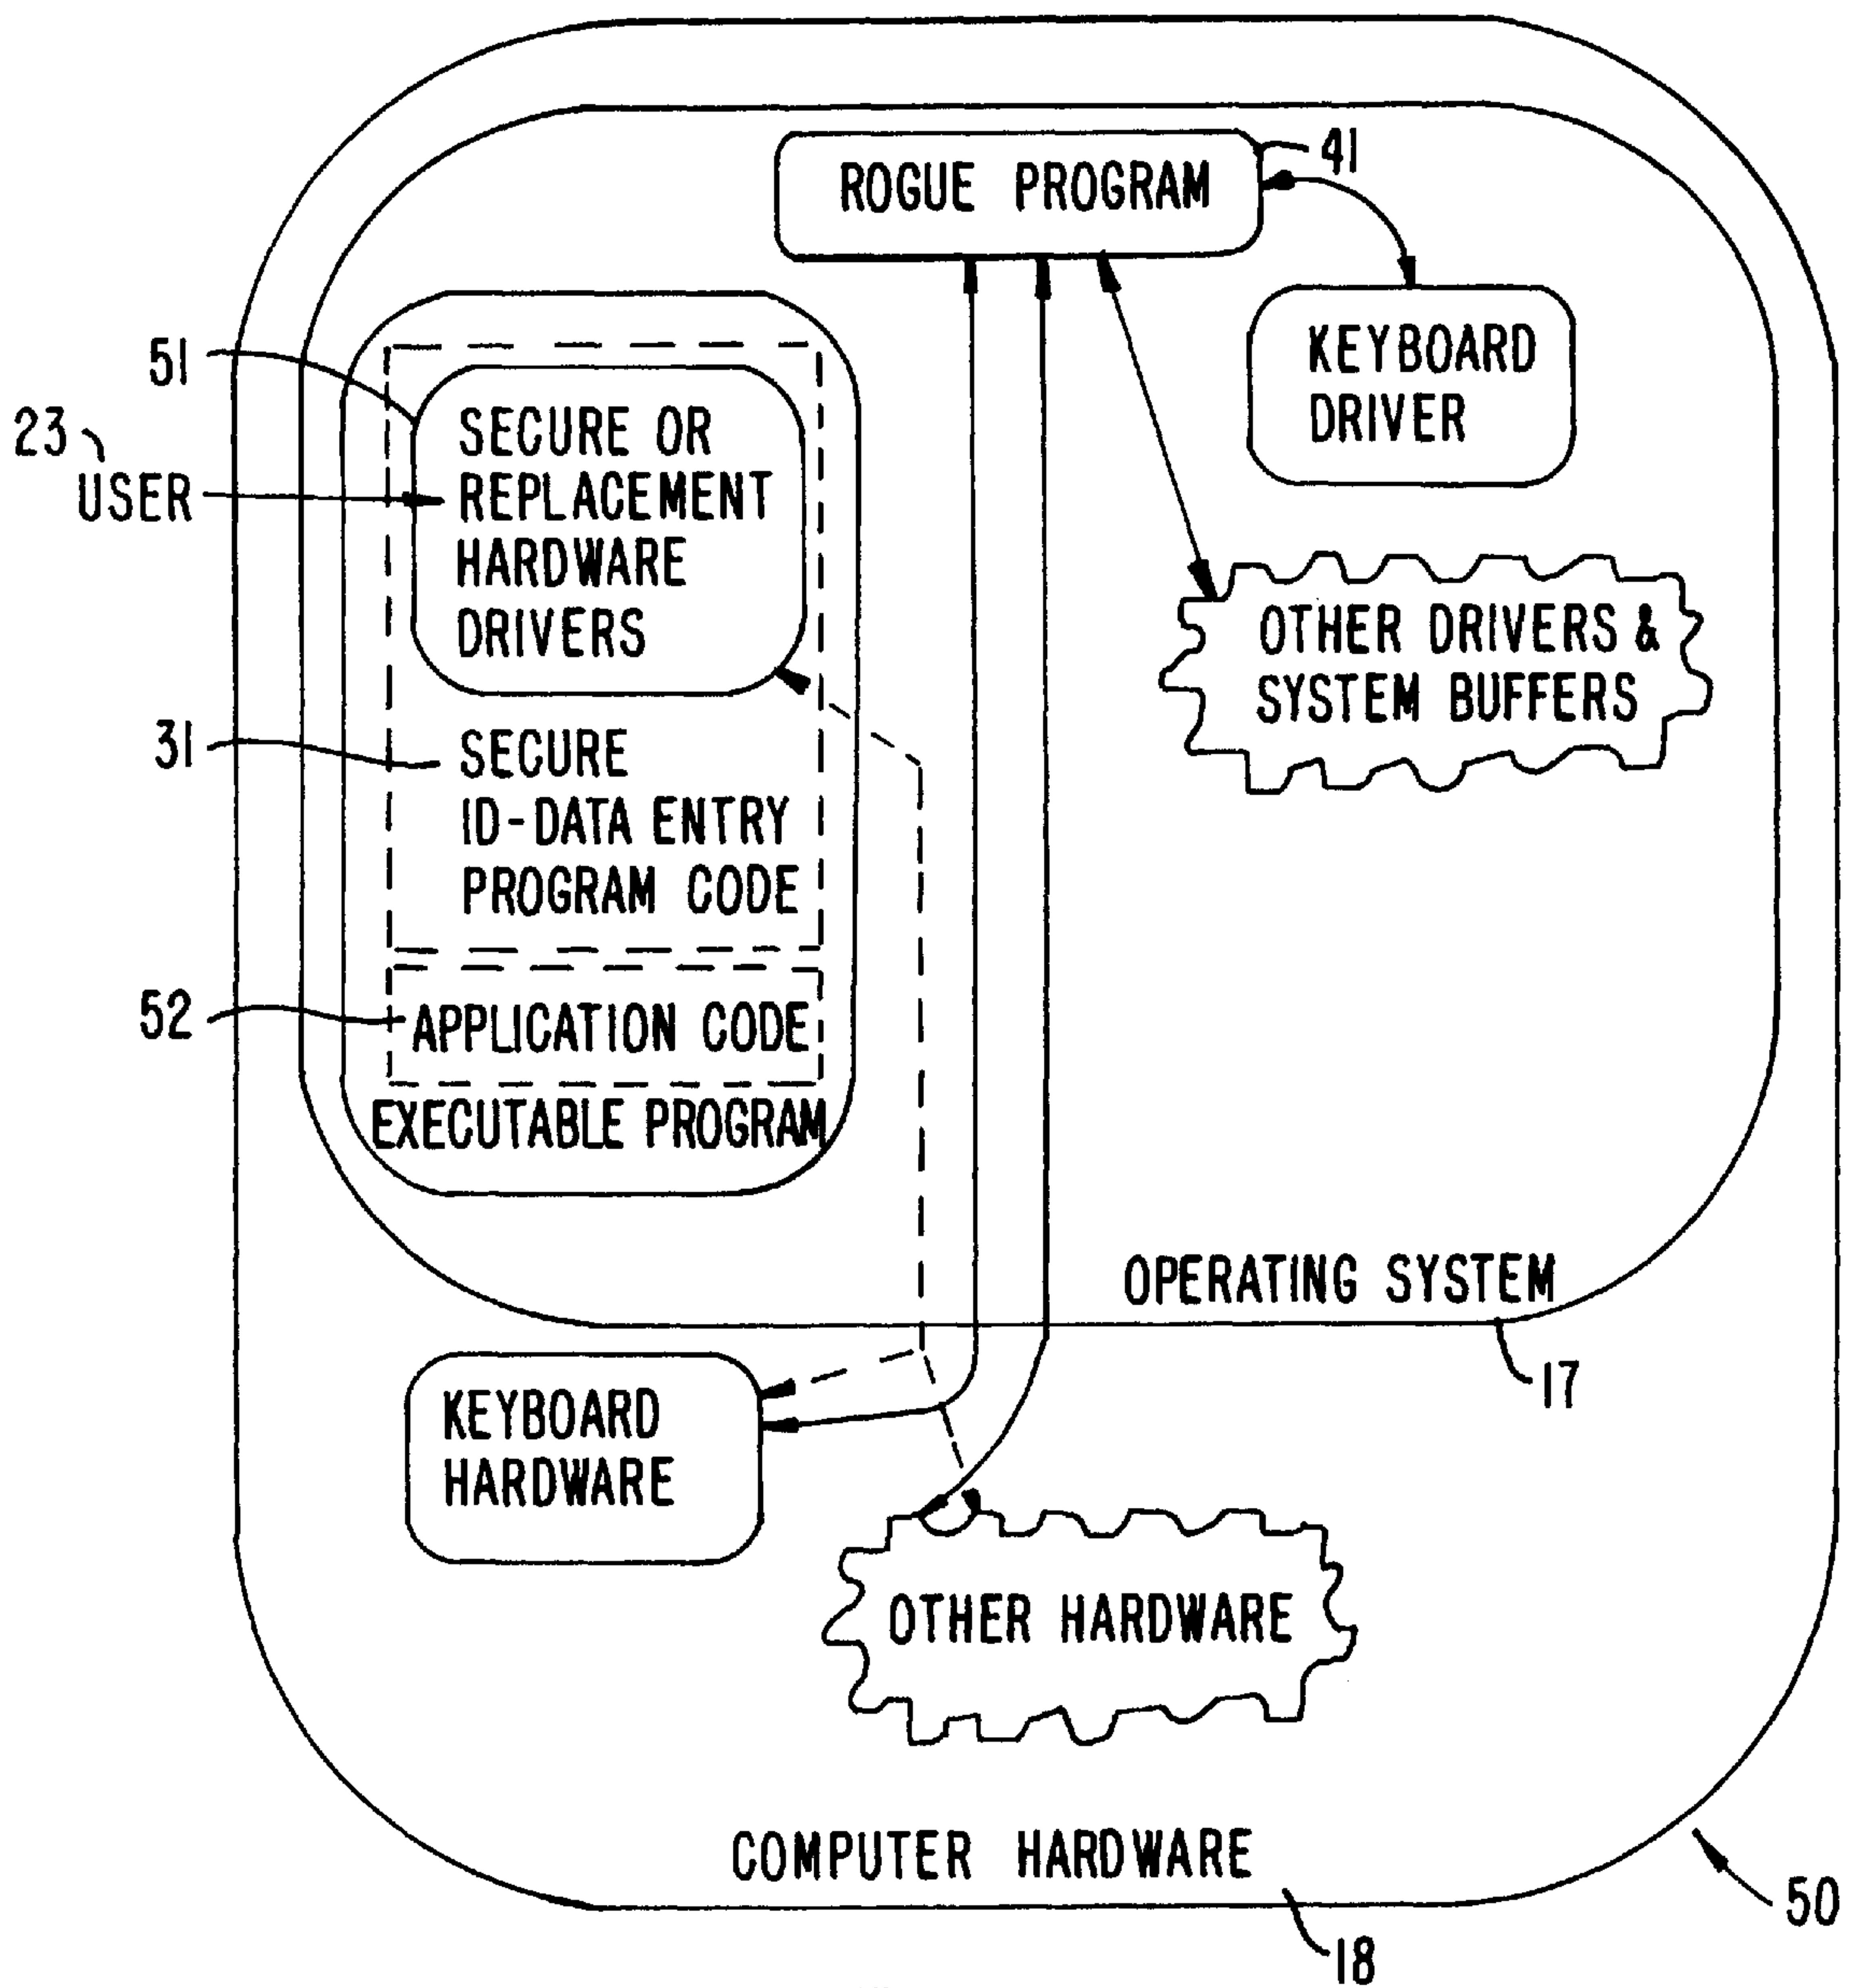 ROGUE PROGRAM
41
KEYBOARD
DRIVER
51
23
USER
SECURE OR
REPLACEMENT
HARDWARE
DRIVERS
OTHER DRIVERS &
SYSTEM BUFFERS
31
SECURE
ID-DATA ENTRY
PROGRAM CODE
52
APPLICATION CODE
EXECUTABLE PROGRAM
OPERATING SYSTEM
17
KEYBOARD
HARDWARE
OTHER HARDWARE
COMPUTER HARDWARE
50
18